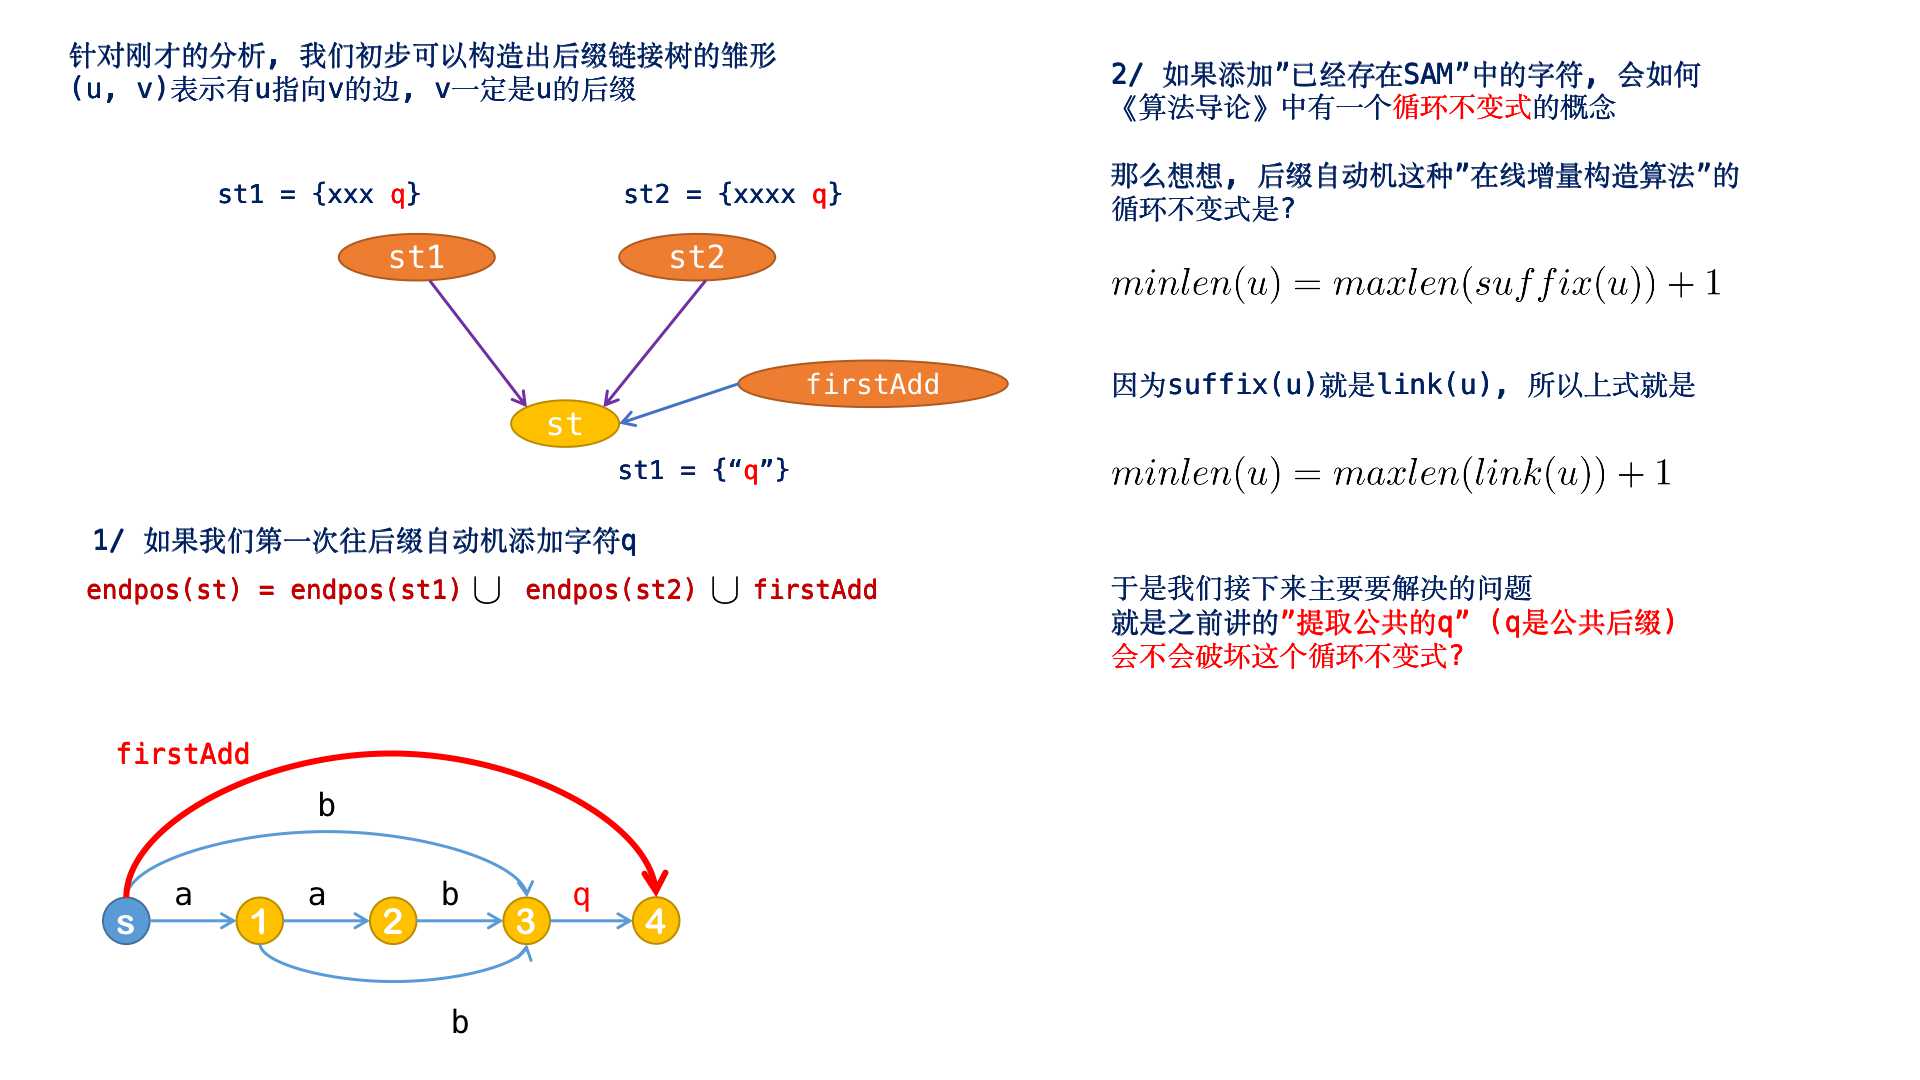 针对刚才的分析, 我们初步可以构造出后缀链接树的雏形
(u, v)表示有u指向v的边, v一定是u的后缀
st1 = {xxx q}
st2 = {xxxx q}
st1
st2
firstAdd
st
st1 = {“q”}
1/ 如果我们第一次往后缀自动机添加字符q
endpos(st) = endpos(st1) ∪ endpos(st2) ∪ firstAdd
firstAdd
b
a
a
b
q
s
1
2
3
4
b
2/ 如果添加”已经存在SAM”中的字符, 会如何
《算法导论》中有一个循环不变式的概念
那么想想, 后缀自动机这种”在线增量构造算法”的
循环不变式是?
minlen(u) = maxlen(suffix(u)) + 1
因为suffix(u)就是link(u), 所以上式就是
minlen(u) = maxlen(link(u)) + 1
于是我们接下来主要要解决的问题
就是之前讲的”提取公共的q” (q是公共后缀)
会不会破坏这个循环不变式?